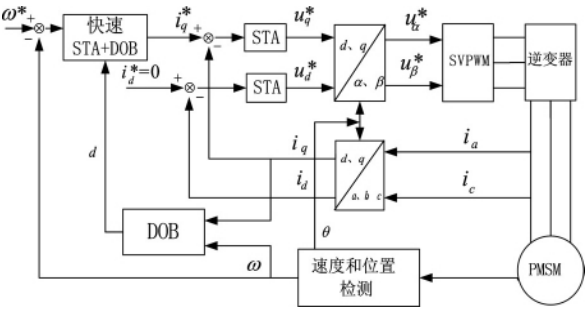 ω*
+
−
快速
STA+DOB
i_q*
+
−
STA
u_q*
d、q
α、β
u_α*
u_β*
SVPWM
逆变器
i_d*=0
+
−
STA
u_d*
i_q
i_d
d、q
a、b c
i_a
i_c
d
DOB
θ
ω
速度和位置
检测
PMSM